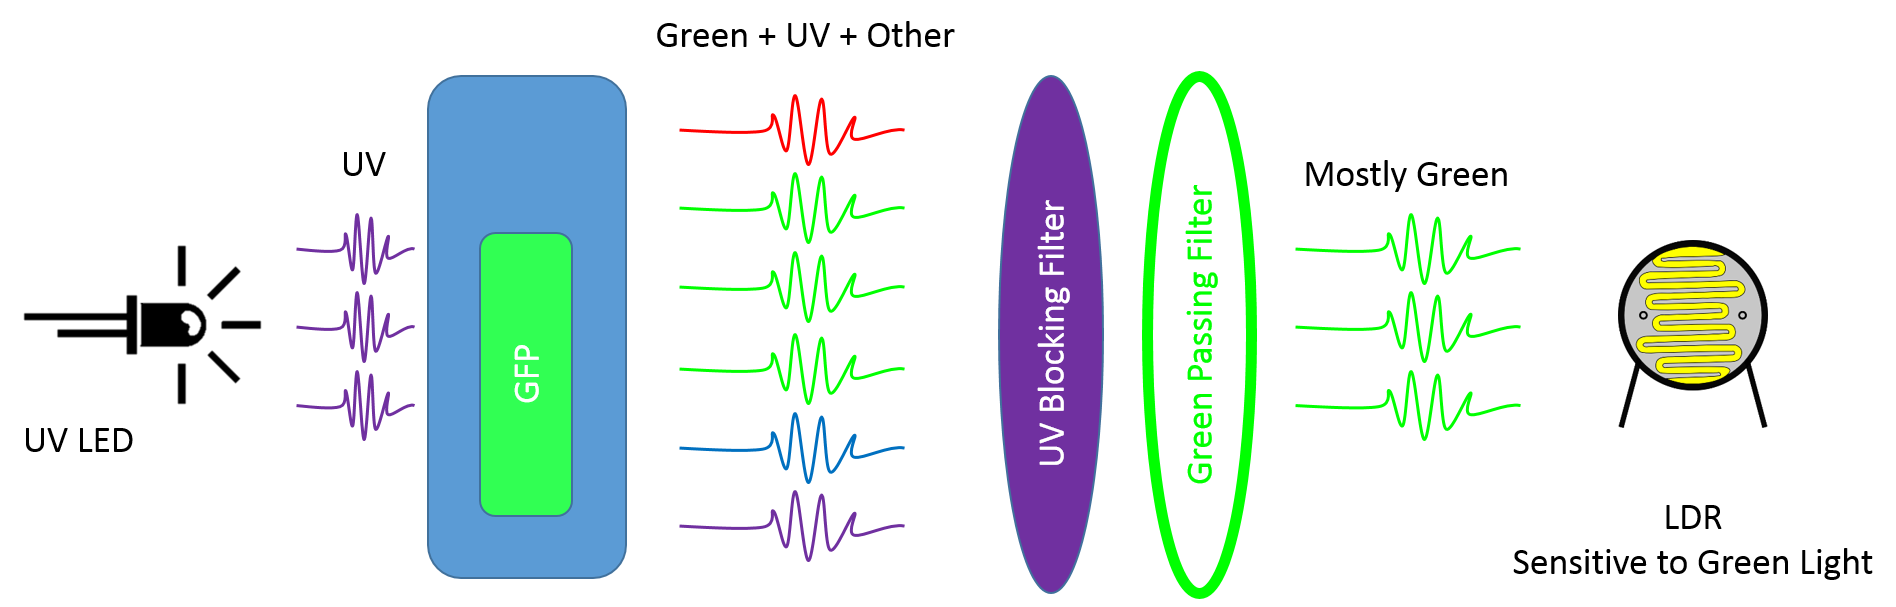 Green + UV + Other
UV
UV LED
GFP
UV Blocking Filter
Green Passing Filter
Mostly Green
LDR
Sensitive to Green Light